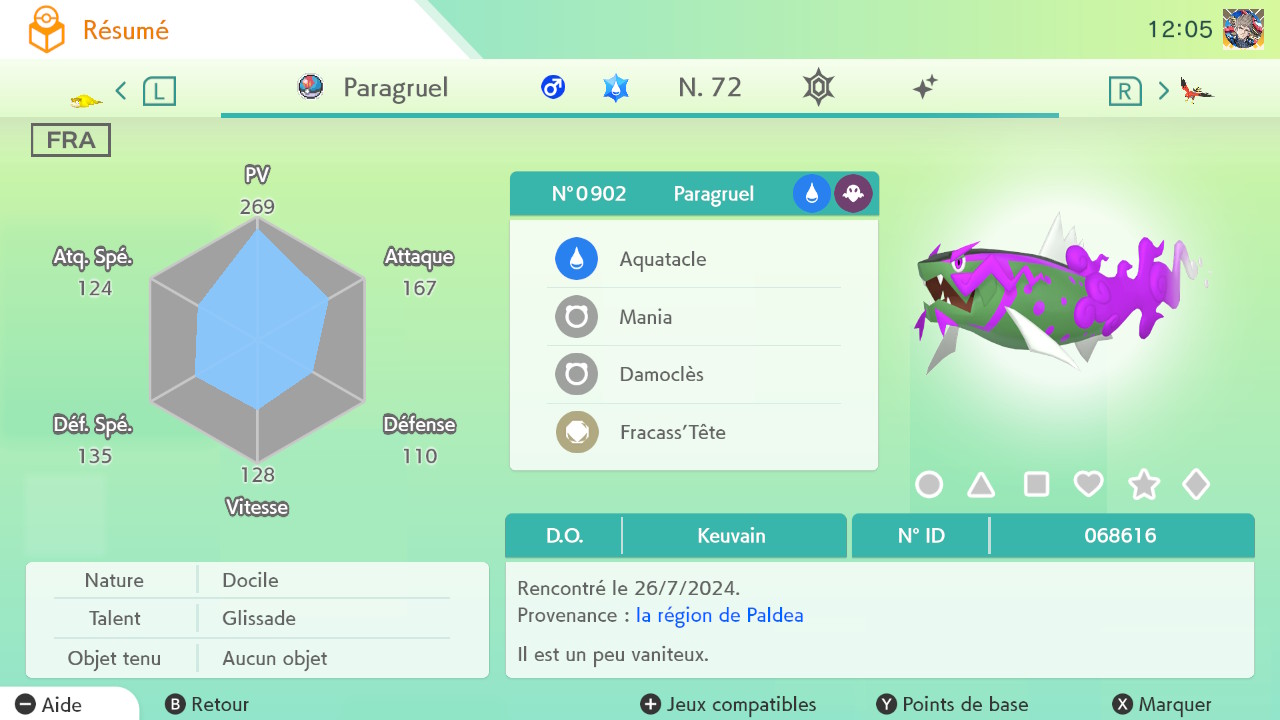 Résumé
12:05
L
Paragruel
N. 72
R
FRA
PV
269
Atq. Spé.
124
Attaque
167
Déf. Spé.
135
Défense
110
128
Vitesse
N° 0902 Paragruel
Aquatacle
Mania
Damoclès
Fracass'Tête
D.O. Keuvain
N° ID 068616
Rencontré le 26/7/2024.
Provenance : la région de Paldea
Il est un peu vaniteux.
Nature Docile
Talent Glissade
Objet tenu Aucun objet
Aide
B Retour
Jeux compatibles
Y Points de base
X Marquer